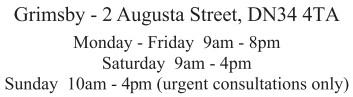 Grimsby - 2 Augusta Street, DN34 4TA
Monday - Friday  9am - 8pm
Saturday  9am - 4pm
Sunday  10am - 4pm (urgent consultations only)